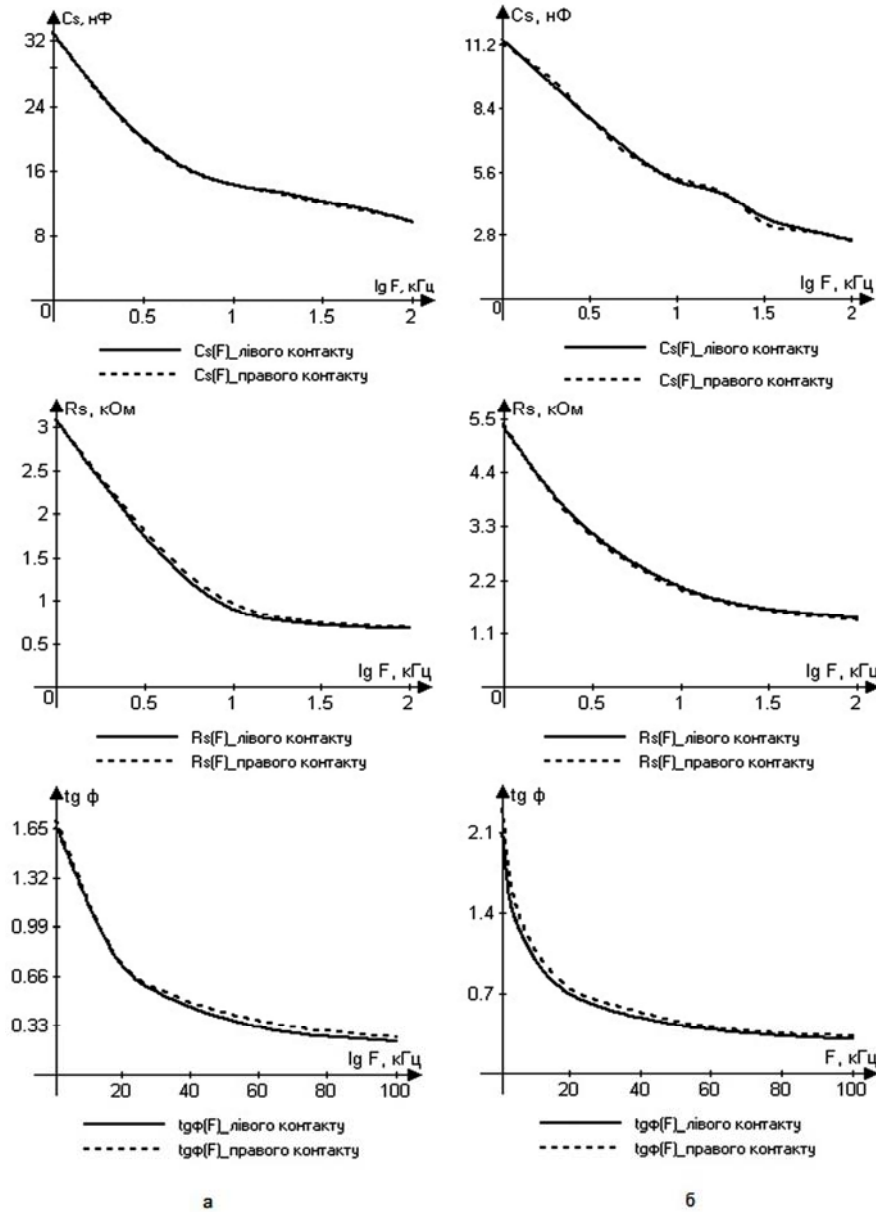 Cs, нФ
32
24
16
8
0
0.5
1
1.5
2
lg F, кГц
Cs(F)_лівого контакту
Cs(F)_правого контакту
Cs, нФ
11.2
8.4
5.6
2.8
0
0.5
1
1.5
2
lg F, кГц
Cs(F)_лівого контакту
Cs(F)_правого контакту
Rs, кОм
3
2.5
2
1.5
1
0.5
0
0.5
1
1.5
2
lg F, кГц
Rs(F)_лівого контакту
Rs(F)_правого контакту
Rs, кОм
5.5
4.4
3.3
2.2
1.1
0
0.5
1
1.5
2
lg F, кГц
Rs(F)_лівого контакту
Rs(F)_правого контакту
tg ф
1.65
1.32
0.99
0.66
0.33
20
40
60
80
100
lg F, кГц
tgφ(F)_лівого контакту
tgφ(F)_правого контакту
tg ф
2.1
1.4
0.7
20
40
60
80
100
F, кГц
tgφ(F)_лівого контакту
tgφ(F)_правого контакту
а
б